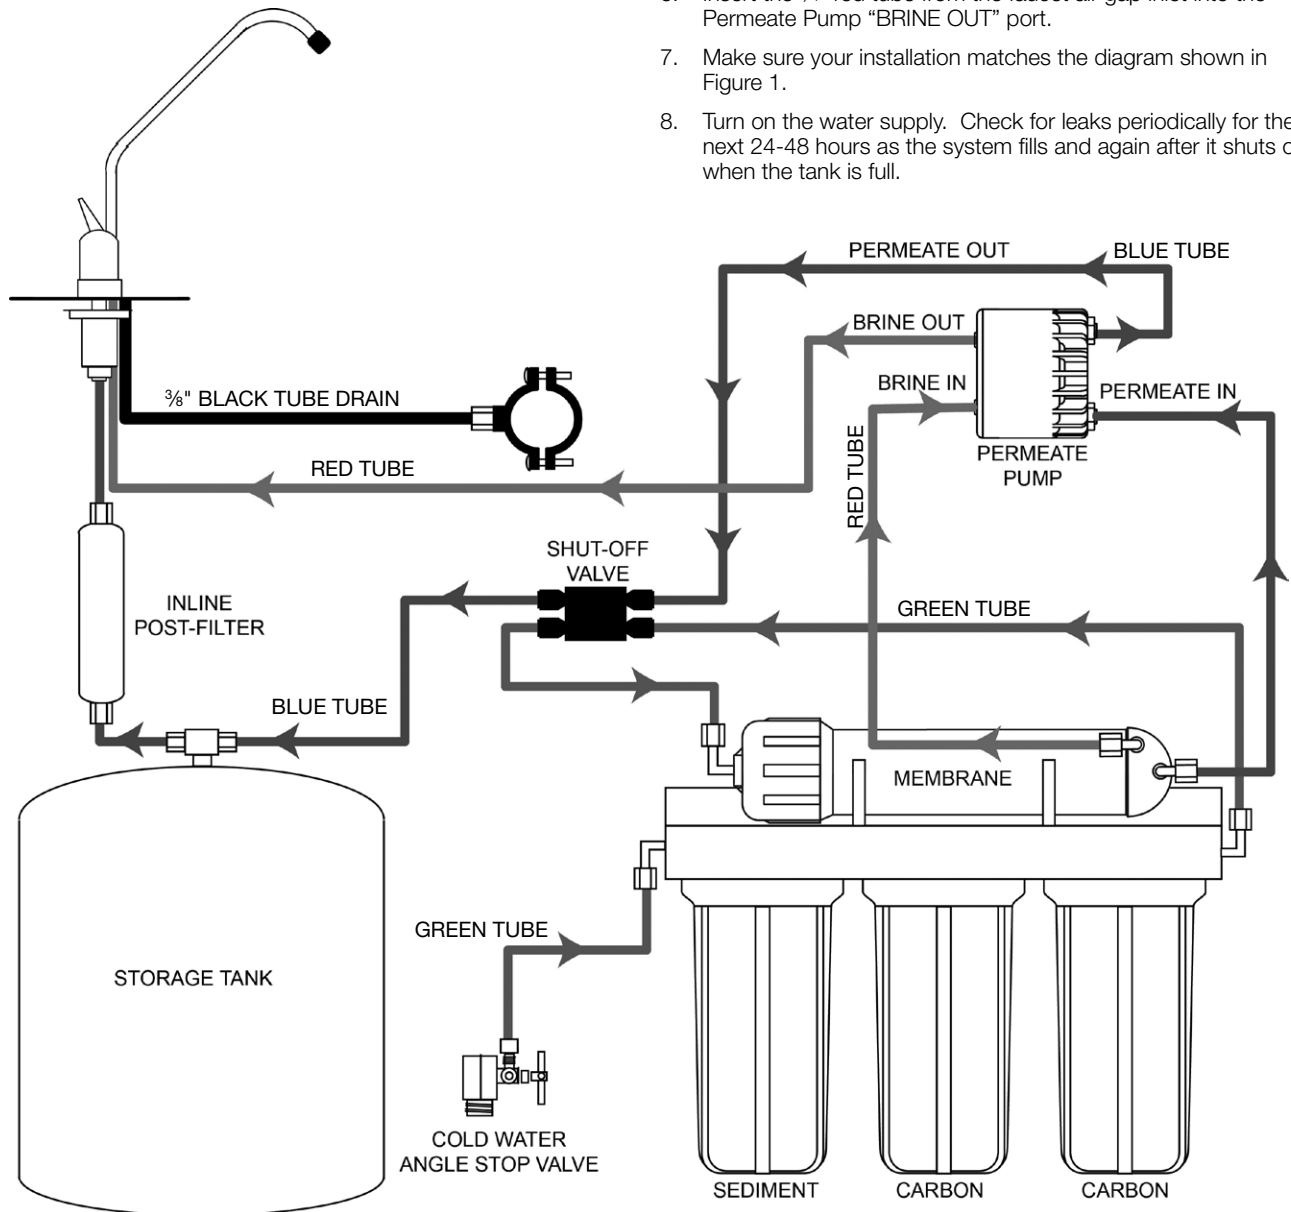 Permeate Pump “BRINE OUT” port.
7. Make sure your installation matches the diagram shown in
Figure 1.
8. Turn on the water supply. Check for leaks periodically for the
next 24-48 hours as the system fills and again after it shuts
when the tank is full.
PERMEATE OUT
BLUE TUBE
BRINE OUT
BRINE IN
PERMEATE IN
⅜" BLACK TUBE DRAIN
RED TUBE
RED TUBE
PERMEATE
PUMP
SHUT-OFF
VALVE
INLINE
POST-FILTER
GREEN TUBE
BLUE TUBE
MEMBRANE
GREEN TUBE
STORAGE TANK
COLD WATER
ANGLE STOP VALVE
SEDIMENT
CARBON
CARBON